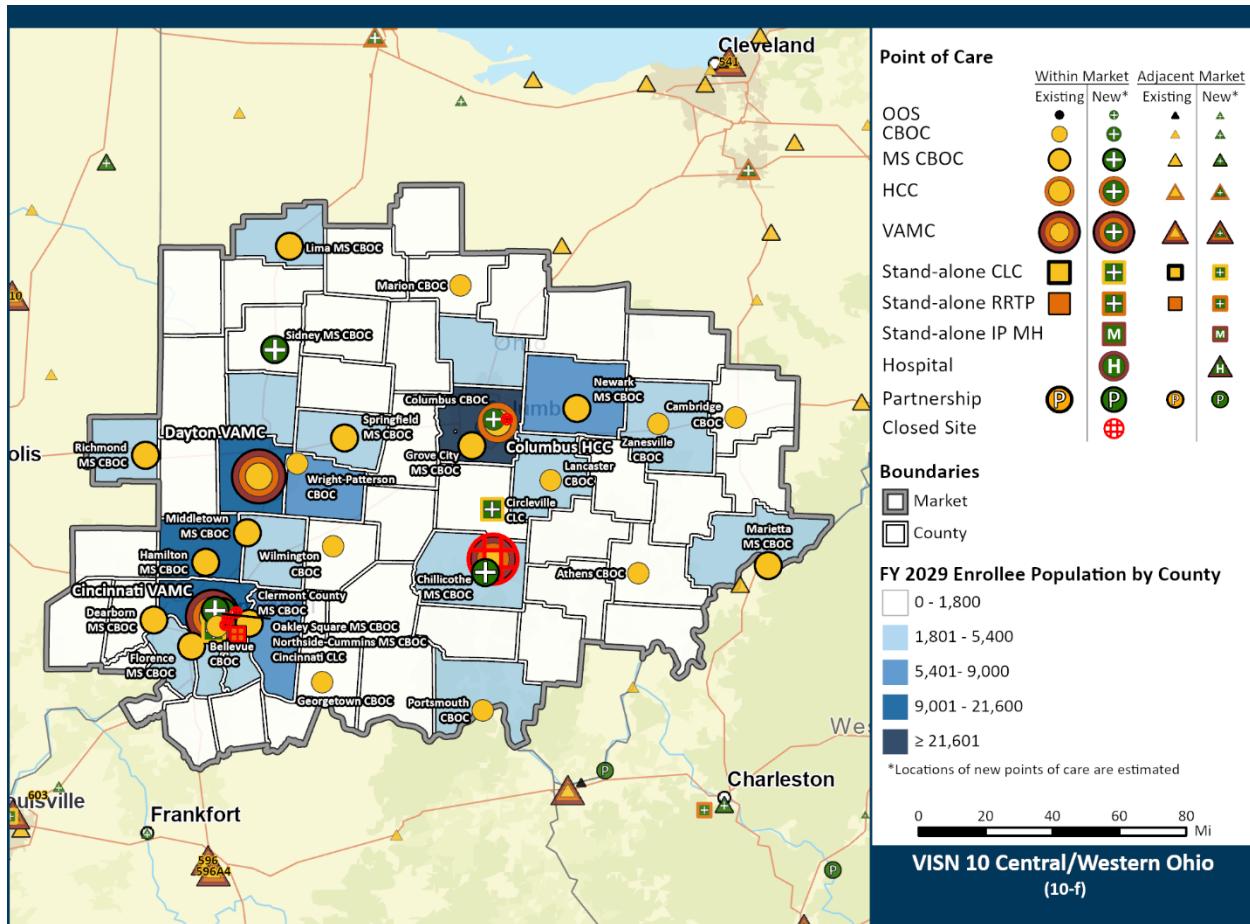 Cleveland
541
10
Lima MS CBOC
Marion CBOC
Sidney MS CBOC
Ohio
Newark
MS CBOC
Columbus CBOC
Cambridge
CBOC
Springfield
MS CBOC
Zanesville
CBOC
Dayton VAMC
Columbus HCC
Grove City
MS CBOC
Richmond
MS CBOC
olis
Lancaster
CBOC
Wright-Patterson
CBOC
Circleville
CLC
Middletown
MS CBOC
Marietta
MS CBOC
Wilmington
CBOC
Hamilton
MS CBOC
Athens CBOC
Chillicothe
MS CBOC
Cincinnati VAMC
Clermont County
MS CBOC
Dearborn
MS CBOC
Oakley Square MS CBOC
Northside-Cummins MS CBOC
Cincinnati CLC
Bellevue
CBOC
Florence
MS CBOC
Georgetown CBOC
Portsmouth
CBOC
Wes
P
Charleston
603
ouisville
Frankfort
596
596A4
P
Point of Care
Within Market
Adjacent Market
Existing
New*
Existing
New*
OOS
CBOC
MS CBOC
HCC
VAMC
Stand-alone CLC
Stand-alone RRTP
Stand-alone IP MH
M
M
Hospital
H
H
Partnership
P
P
P
P
Closed Site
Boundaries
Market
County
FY 2029 Enrollee Population by County
0 - 1,800
1,801 - 5,400
5,401- 9,000
9,001 - 21,600
≥ 21,601
*Locations of new points of care are estimated
0 20 40 60 80
Mi
VISN 10 Central/Western Ohio
(10-f)